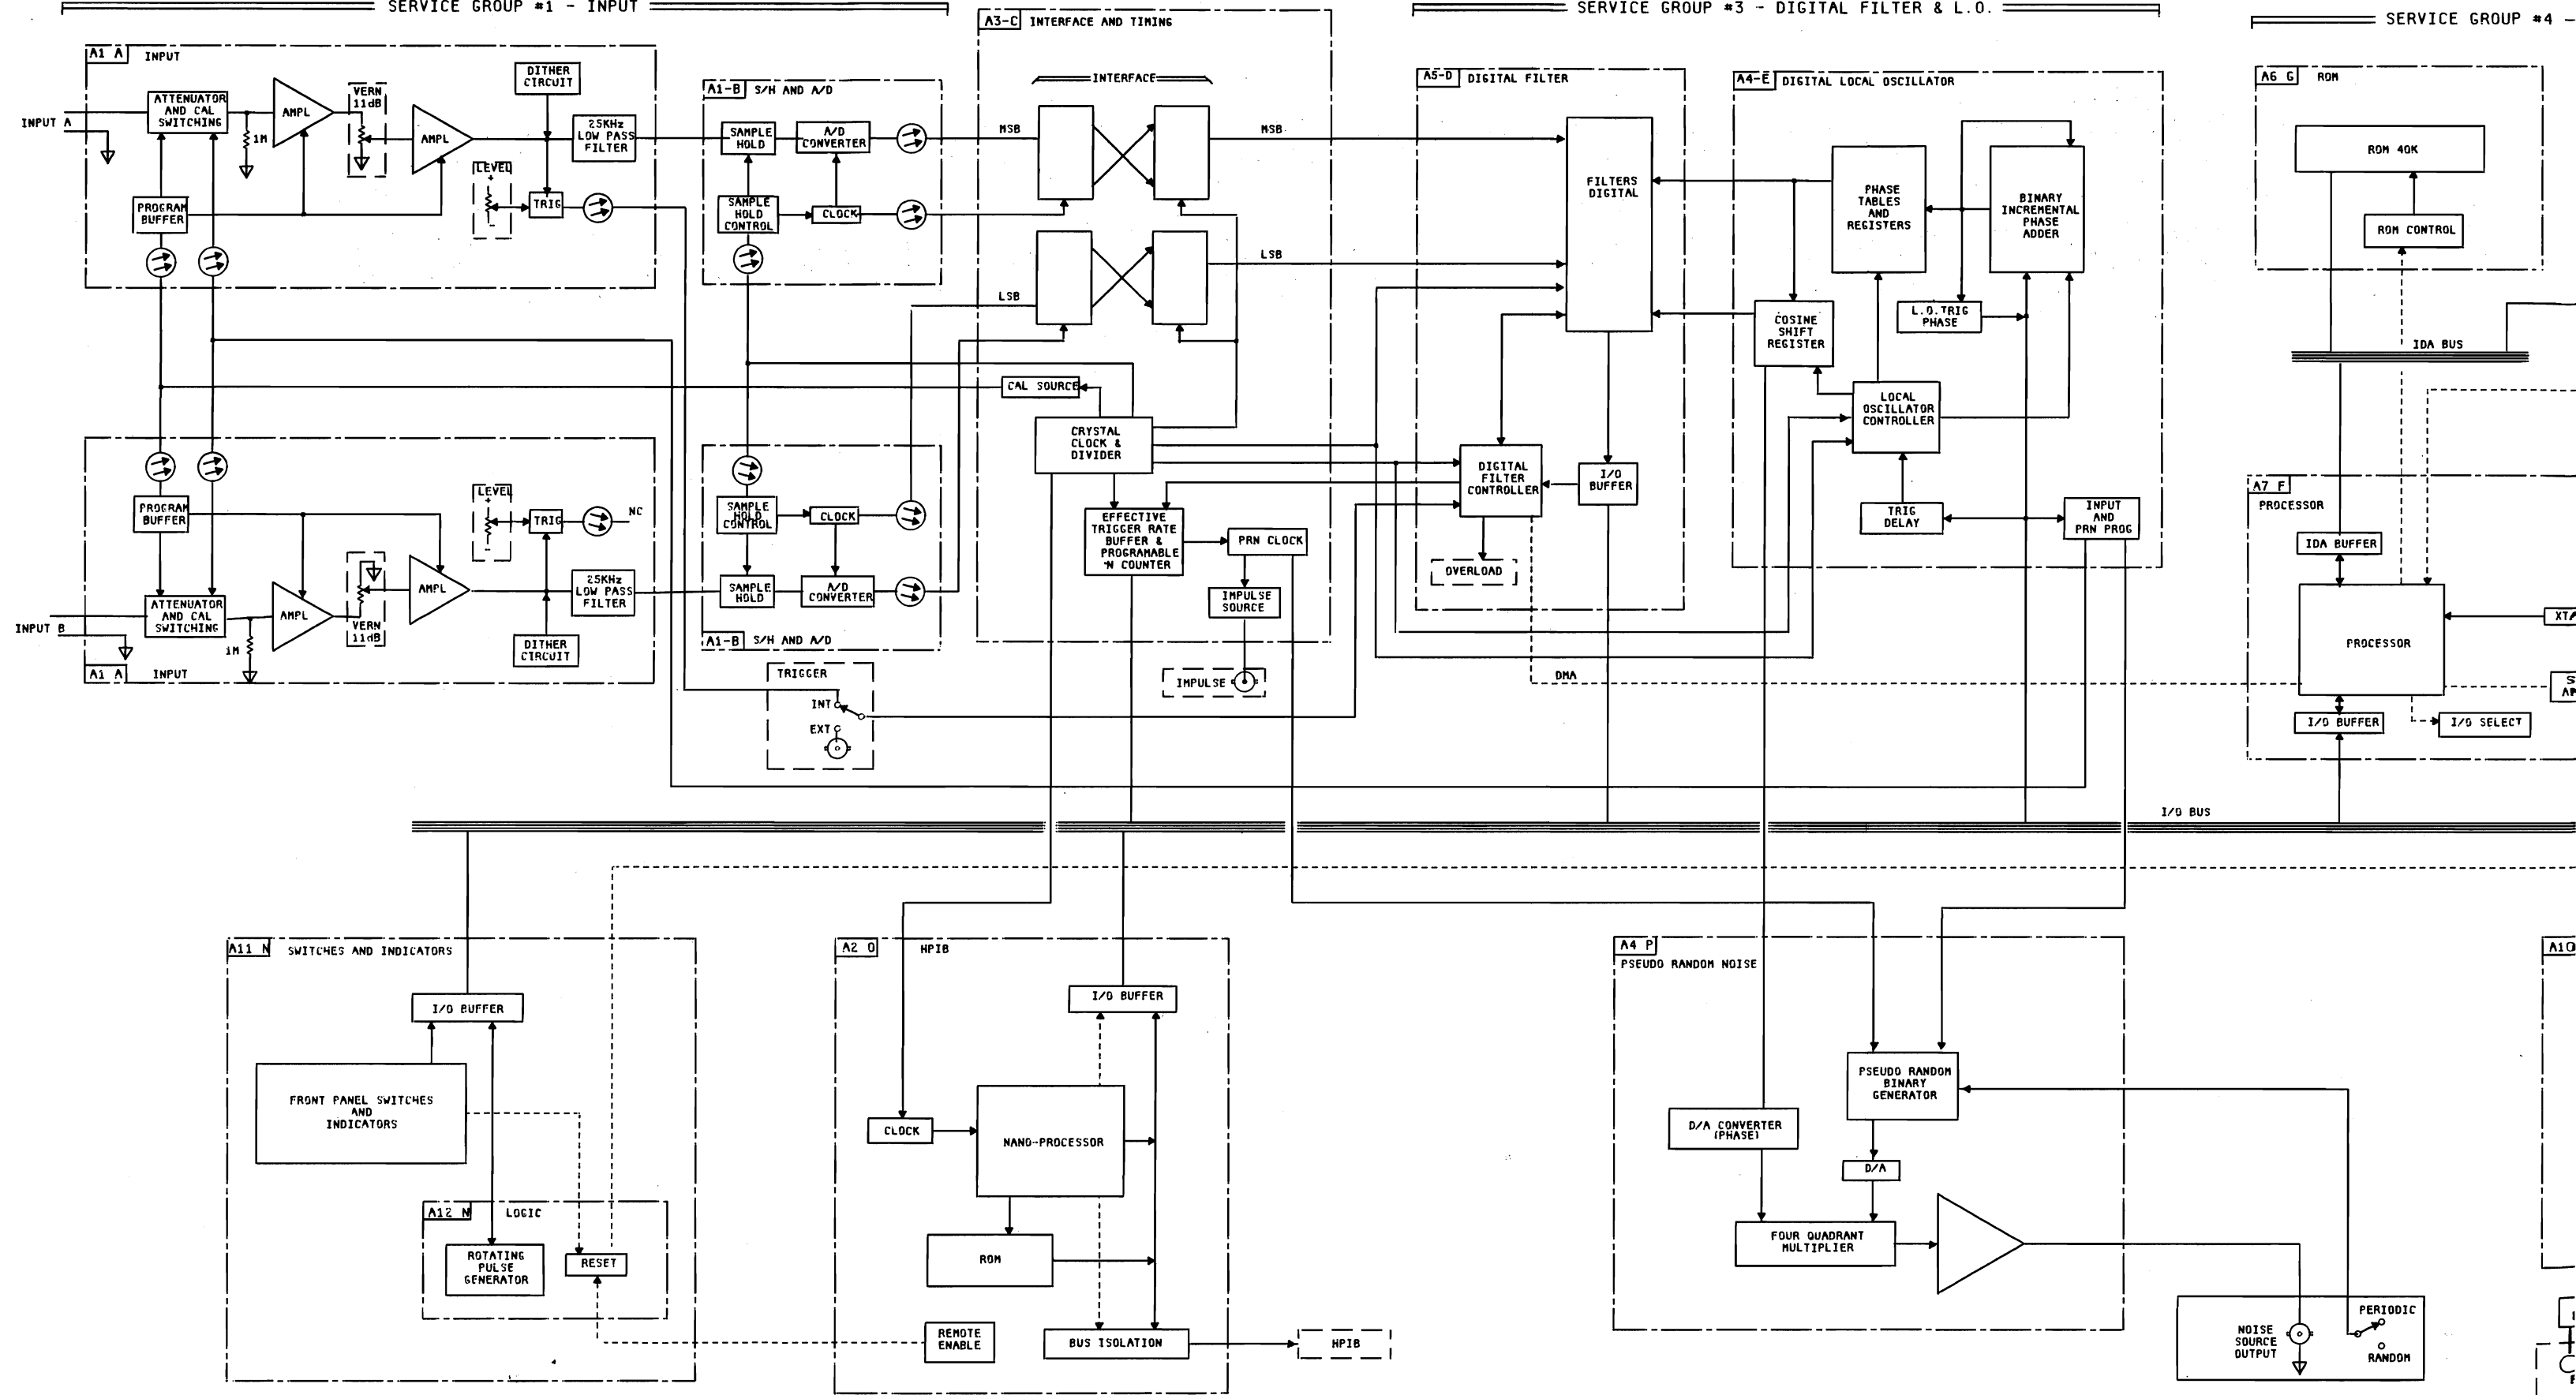 SERVICE GROUP #1 - INPUT
SERVICE GROUP #3 - DIGITAL FILTER & L.O.
SERVICE GROUP #4 -
A1 A
INPUT
INPUT A
ATTENUATOR
AND CAL
SWITCHING
1M
AMPL
VERN
11dB
AMPL
DITHER
CIRCUIT
25KHz
LOW PASS
FILTER
LEVEL
+
-
TRIG
PROGRAM
BUFFER
A1-B
S/H AND A/D
SAMPLE
HOLD
A/D
CONVERTER
SAMPLE
HOLD
CONTROL
CLOCK
A3-C
INTERFACE AND TIMING
INTERFACE
MSB
MSB
LSB
LSB
CAL SOURCE
CRYSTAL
CLOCK &
DIVIDER
EFFECTIVE
TRIGGER RATE
BUFFER &
PROGRAMABLE
÷N COUNTER
PRN CLOCK
IMPULSE
SOURCE
IMPULSE
A5-D
DIGITAL FILTER
FILTERS
DIGITAL
DIGITAL
FILTER
CONTROLLER
I/O
BUFFER
OVERLOAD
DMA
A4-E
DIGITAL LOCAL OSCILLATOR
PHASE
TABLES
AND
REGISTERS
BINARY
INCREMENTAL
PHASE
ADDER
L.O.TRIG
PHASE
COSINE
SHIFT
REGISTER
LOCAL
OSCILLATOR
CONTROLLER
TRIG
DELAY
INPUT
AND
PRN PROG
A6 G
ROM
ROM 40K
ROM CONTROL
IDA BUS
A7 F
PROCESSOR
IDA BUFFER
PROCESSOR
I/O BUFFER
I/O SELECT
I/O BUS
PROGRAM
BUFFER
LEVEL
+
-
TRIG
NC
INPUT B
ATTENUATOR
AND CAL
SWITCHING
1M
AMPL
VERN
11dB
AMPL
25KHz
LOW PASS
FILTER
DITHER
CIRCUIT
A1 A
INPUT
SAMPLE
HOLD
CONTROL
CLOCK
SAMPLE
HOLD
A/D
CONVERTER
A1-B
S/H AND A/D
TRIGGER
INT
EXT
A11 N
SWITCHES AND INDICATORS
I/O BUFFER
FRONT PANEL SWITCHES
AND
INDICATORS
A12 N
LOGIC
ROTATING
PULSE
GENERATOR
RESET
A2 O
HPIB
I/O BUFFER
CLOCK
NANO-PROCESSOR
ROM
REMOTE
ENABLE
BUS ISOLATION
HPIB
A4 P
PSEUDO RANDOM NOISE
PSEUDO RANDOM
BINARY
GENERATOR
D/A CONVERTER
(PHASE)
D/A
FOUR QUADRANT
MULTIPLIER
NOISE
SOURCE
OUTPUT
PERIODIC
RANDOM
A10